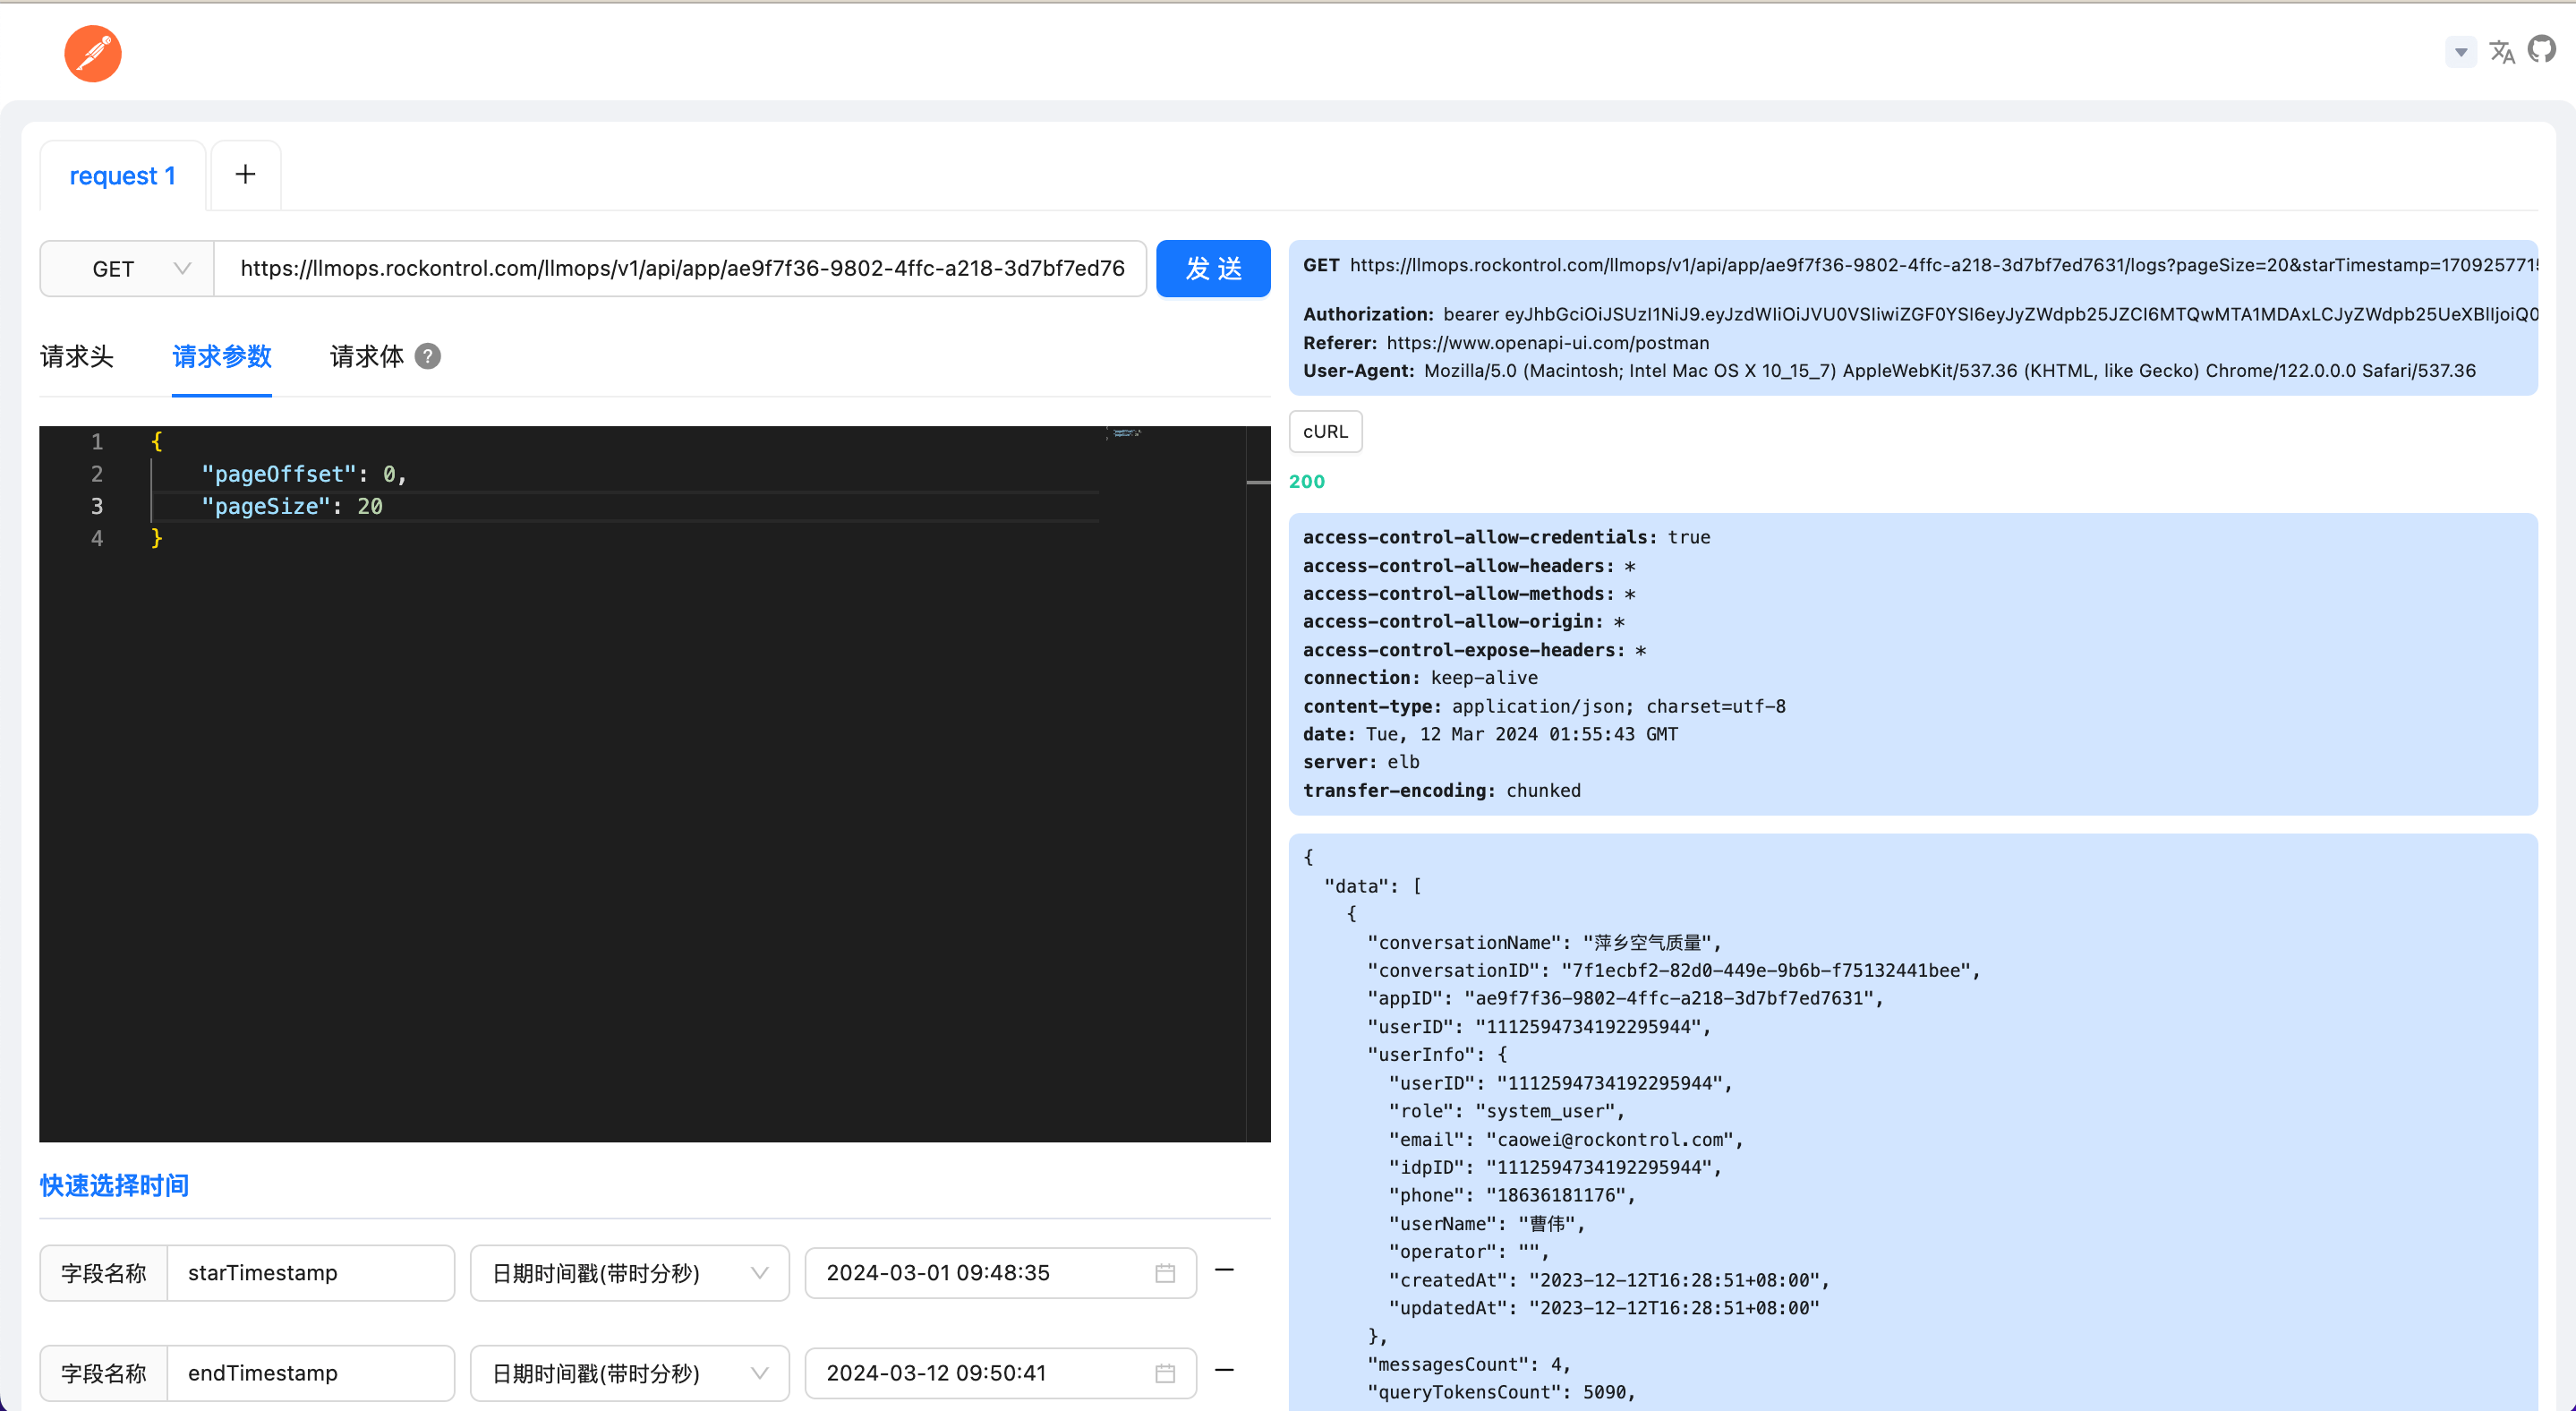 request 1
+
GET
https://llmops.rockontrol.com/llmops/v1/api/app/ae9f7f36-9802-4ffc-a218-3d7bf7ed76
发 送
请求头
请求参数
请求体 ?
1 {
2 "pageOffset": 0,
3 "pageSize": 20
4 }
快速选择时间
字段名称 starTimestamp 日期时间戳(带时分秒) 2024-03-01 09:48:35
字段名称 endTimestamp 日期时间戳(带时分秒) 2024-03-12 09:50:41
GET https://llmops.rockontrol.com/llmops/v1/api/app/ae9f7f36-9802-4ffc-a218-3d7bf7ed7631/logs?pageSize=20&starTimestamp=170925771
Authorization: bearer eyJhbGciOiJSUzI1NiJ9.eyJzdWIiOiJVU0VSIiwiZGF0YSI6eyJyZWdpb25JZCI6MTQwMTA1MDAxLCJyZWdpb25UeXBlIjoiQ0
Referer: https://www.openapi-ui.com/postman
User-Agent: Mozilla/5.0 (Macintosh; Intel Mac OS X 10_15_7) AppleWebKit/537.36 (KHTML, like Gecko) Chrome/122.0.0.0 Safari/537.36
cURL
200
access-control-allow-credentials: true
access-control-allow-headers: *
access-control-allow-methods: *
access-control-allow-origin: *
access-control-expose-headers: *
connection: keep-alive
content-type: application/json; charset=utf-8
date: Tue, 12 Mar 2024 01:55:43 GMT
server: elb
transfer-encoding: chunked
{
"data": [
{
"conversationName": "萍乡空气质量",
"conversationID": "7f1ecbf2-82d0-449e-9b6b-f75132441bee",
"appID": "ae9f7f36-9802-4ffc-a218-3d7bf7ed7631",
"userID": "1112594734192295944",
"userInfo": {
"userID": "1112594734192295944",
"role": "system_user",
"email": "caowei@rockontrol.com",
"idpID": "1112594734192295944",
"phone": "18636181176",
"userName": "曹伟",
"operator": "",
"createdAt": "2023-12-12T16:28:51+08:00",
"updatedAt": "2023-12-12T16:28:51+08:00"
},
"messagesCount": 4,
"queryTokensCount": 5090,